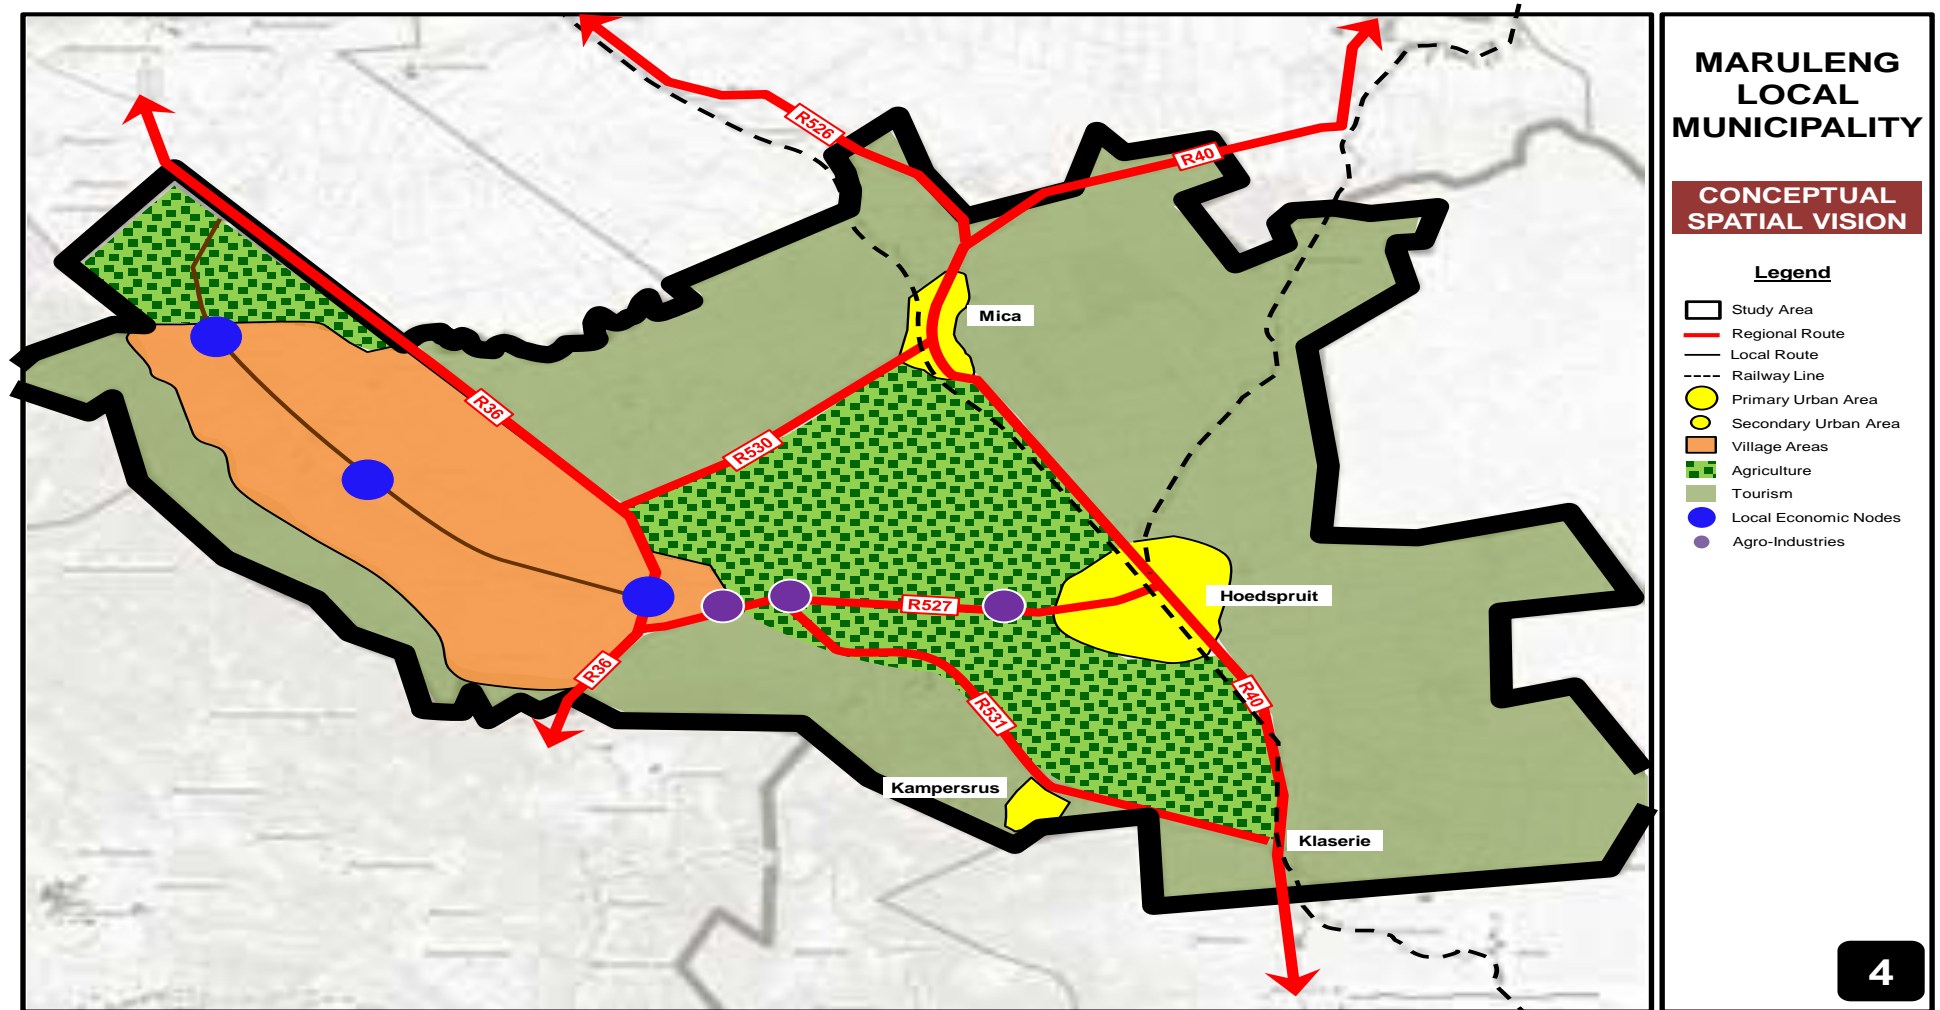 MARULENG
LOCAL
MUNICIPALITY
CONCEPTUAL
SPATIAL VISION
Legend
Study Area
Regional Route
Local Route
Railway Line
Primary Urban Area
Secondary Urban Area
Village Areas
Agriculture
Tourism
Local Economic Nodes
Agro-Industries
4
R526
R40
Mica
R36
R530
Hoedspruit
R527
R36
R40
R531
Kampersrus
Klaserie